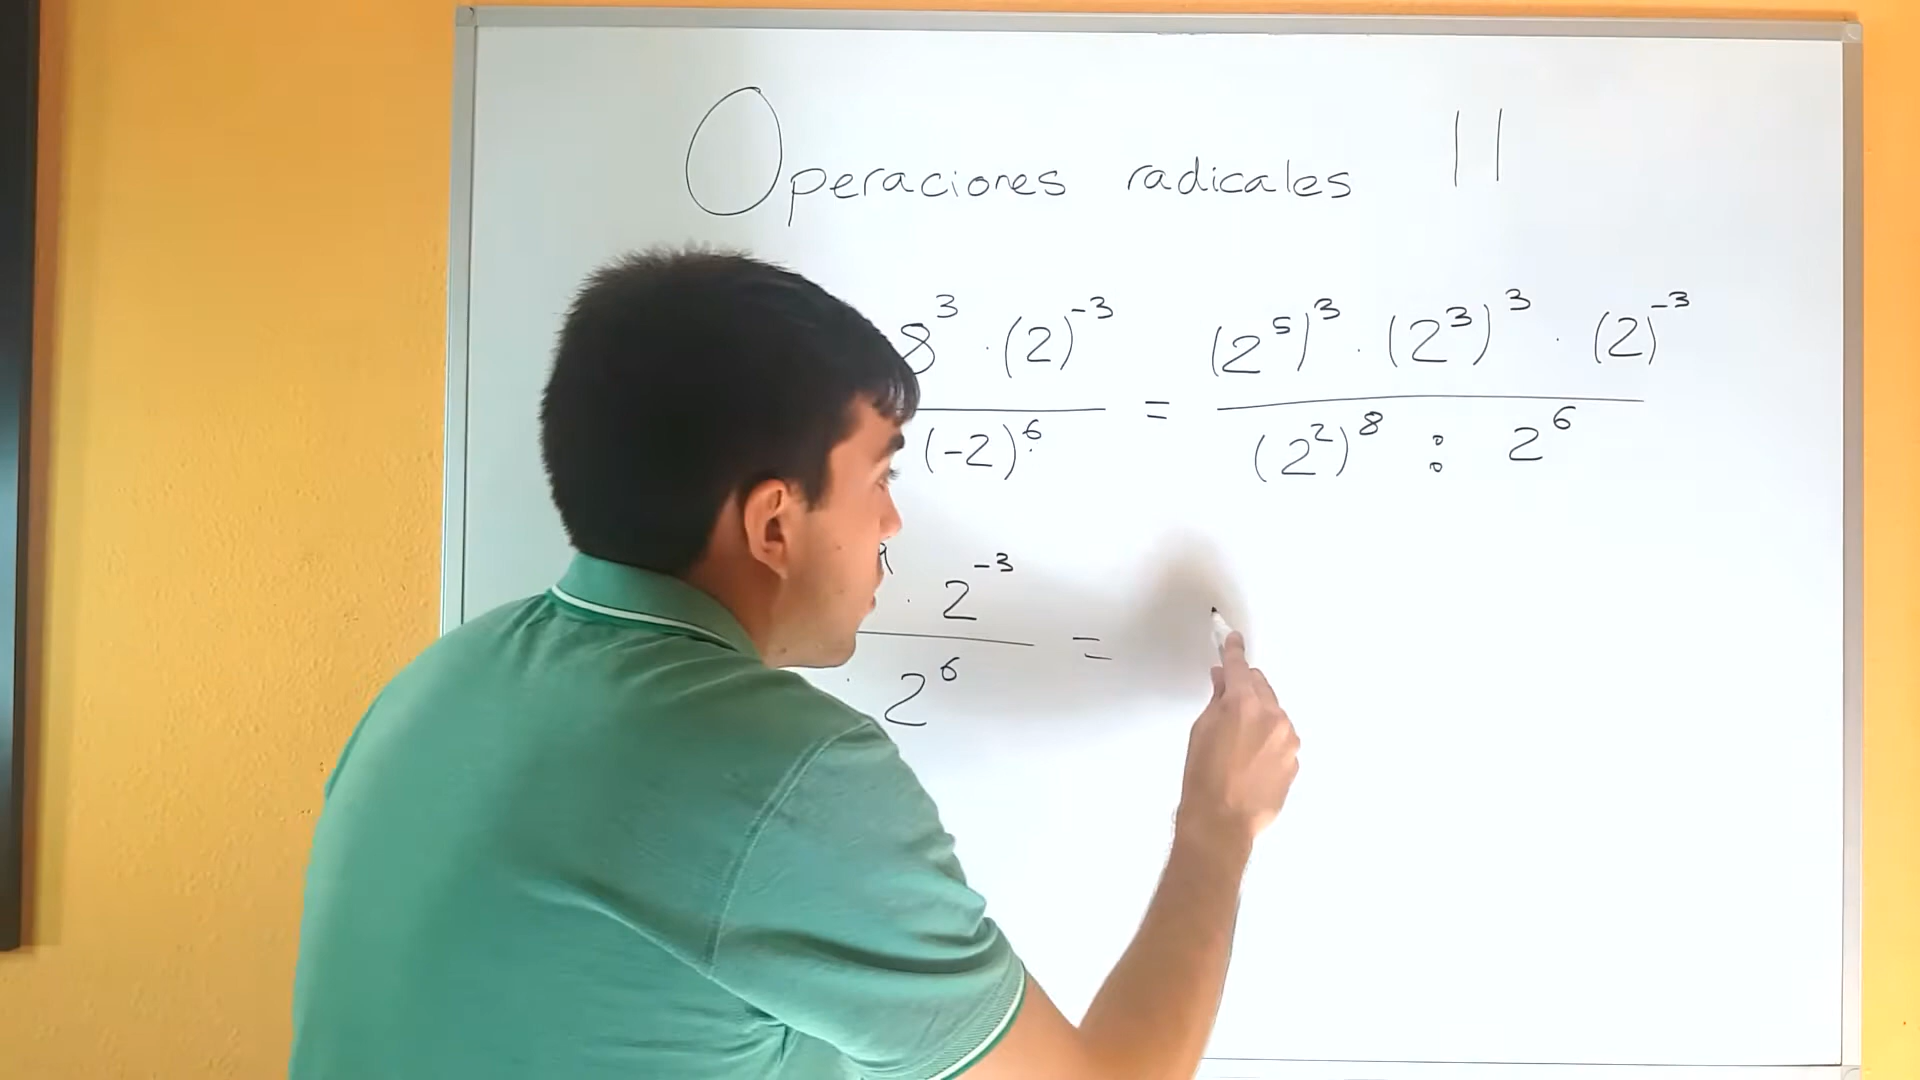 Operaciones radicales II
8³ · (2)⁻³ = (2⁵)³ · (2³)³ · (2)⁻³
(-2)⁶ (2²)⁸ : 2⁶
⁹ · 2⁻³ =
· 2⁶